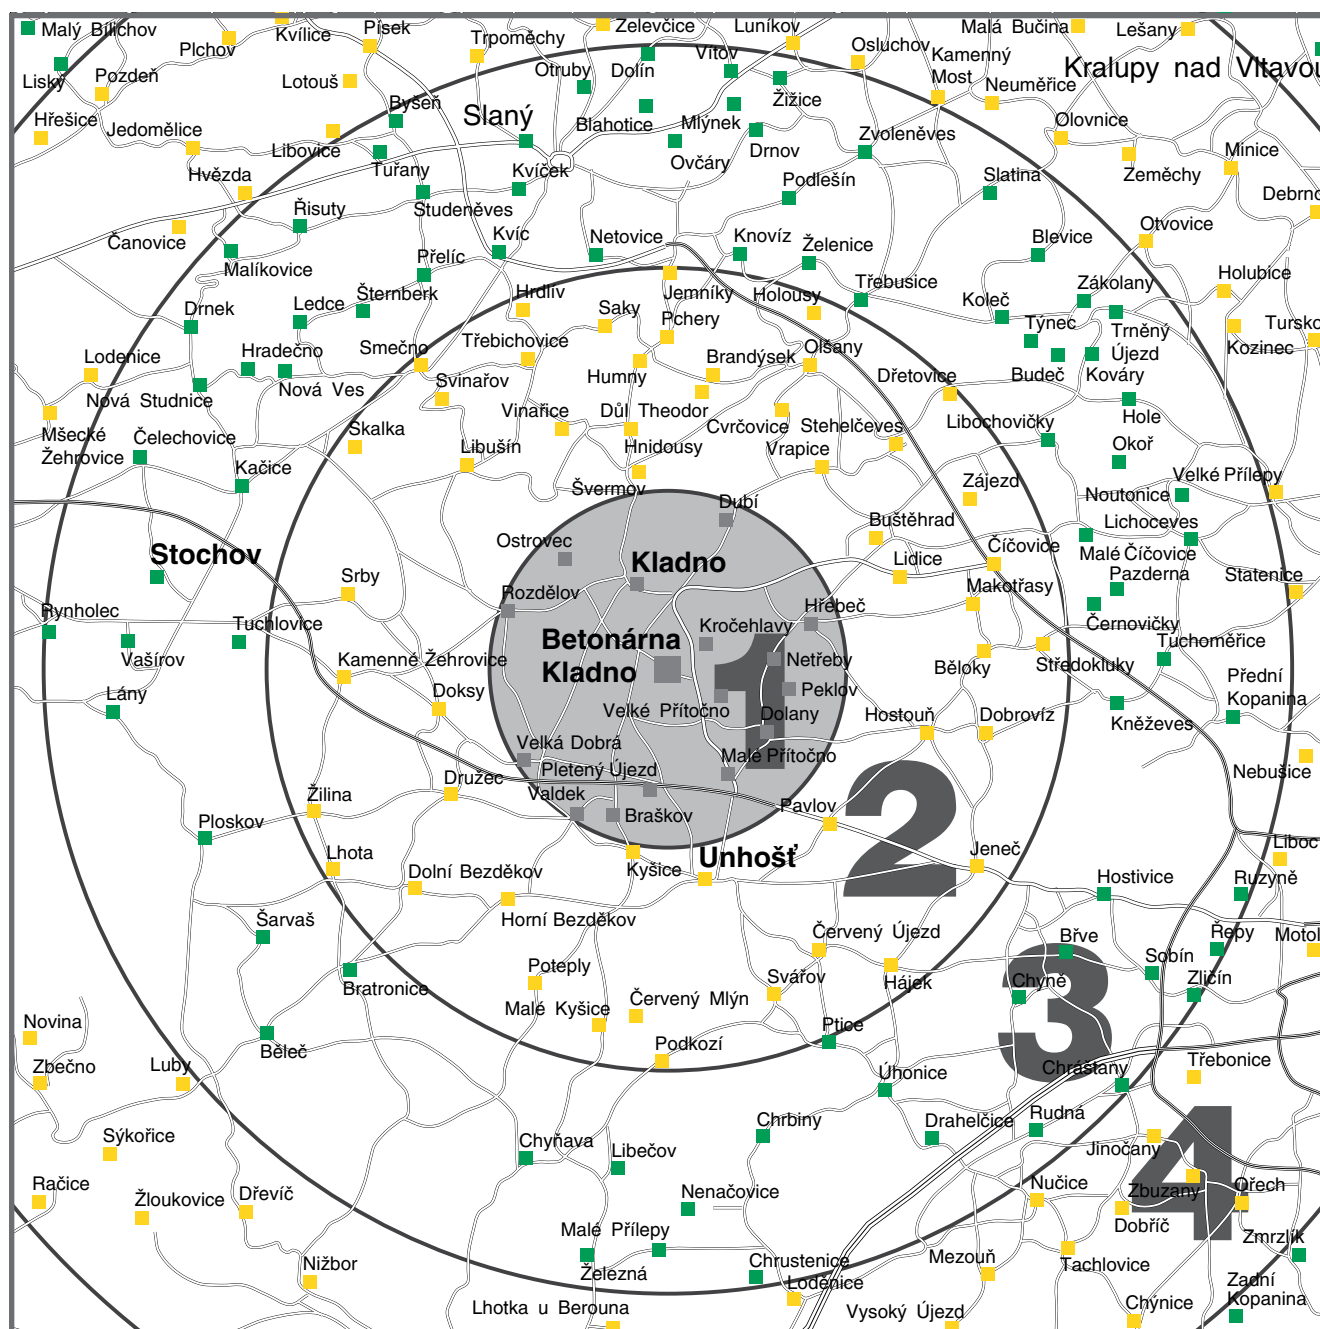 Malý Bílichov
Plchov
Kvílice
Písek
Trpoměchy
Zelevčice
Luníkov
Osluchov
Malá Bučina
Lešany
Liský
Pozdeň
Lotouš
Otruby
Dolín
Vítov
Kamenný
Most
Neuměřice
Kralupy nad Vltavou
Hřešice
Jedomělice
Byšeň
Slaný
Blahotice
Mlýnek
Žižice
Olovnice
Libovice
Tuřany
Kvíček
Ovčáry
Drnov
Zvoleněves
Zeměchy
Minice
Hvězda
Řisuty
Studeněves
Podlešín
Slatina
Debrno
Čanovice
Malíkovice
Přelíc
Kvíc
Netovice
Knovíz
Želenice
Blevice
Otvovice
Drnek
Ledce
Šternberk
Hrdliv
Saky
Jemníky
Holousy
Třebusice
Koleč
Zákolany
Holubice
Lodenice
Hradečno
Smečno
Třebichovice
Pchery
Brandýsek
Olšany
Týnec
Trněný
Újezd
Kozinec
Tursko
Nová Studnice
Nová Ves
Svinařov
Humny
Dřetovice
Budeč
Kováry
Mšecké
Žehrovice
Čelechovice
Skalka
Vinařice
Důl Theodor
Cvrčovice
Stehelčeves
Libochovičky
Hole
Kačice
Libušín
Hnidousy
Vrapice
Okoř
Švermov
Dubí
Zájezd
Noutonice
Velké Přílepy
Stochov
Ostrovec
Kladno
Buštěhrad
Lidice
Číčovice
Lichoceves
Malé Číčovice
Pazderna
Statenice
Rynholec
Srby
Rozdělov
Hřebeč
Makotřasy
Černovičky
Vašírov
Tuchlovice
Betonárna
Kladno
Kročehlavy
1
Netřeby
Běloky
Středokluky
Tuchoměřice
Lány
Kamenné Žehrovice
Doksy
Velké Přítočno
Peklov
Dolany
Hostouň
Dobrovíz
Kněževes
Přední
Kopanina
Velká Dobrá
Pletený Újezd
Malé Přítočno
Nebušice
Žilina
Družec
Valdek
Braškov
Pavlov
2
Ploskov
Lhota
Dolní Bezděkov
Kyšice
Unhošť
Jeneč
Liboc
Horní Bezděkov
Hostivice
Ruzyně
Šarvaš
Červený Újezd
Břve
Řepy
Motol
Bratronice
Poteply
Svářov
Hájek
3
Chyně
Sobín
Zličín
Novina
Malé Kyšice
Červený Mlýn
Ptice
Zbečno
Luby
Běleč
Podkozí
Úhonice
Chrášťany
Třebonice
Sýkořice
Chyňava
Libečov
Chrbiny
Drahelčice
Rudná
Jinočany
4
Račice
Žloukovice
Dřevíč
Nenačovice
Nučice
Zbuzany
Ořech
Malé Přílepy
Dobříč
Zmrzlík
Nižbor
Železná
Chrustenice
Loděnice
Mezouň
Tachlovice
Zadní
Kopanina
Lhotka u Berouna
Vysoký Újezd
Chýnice